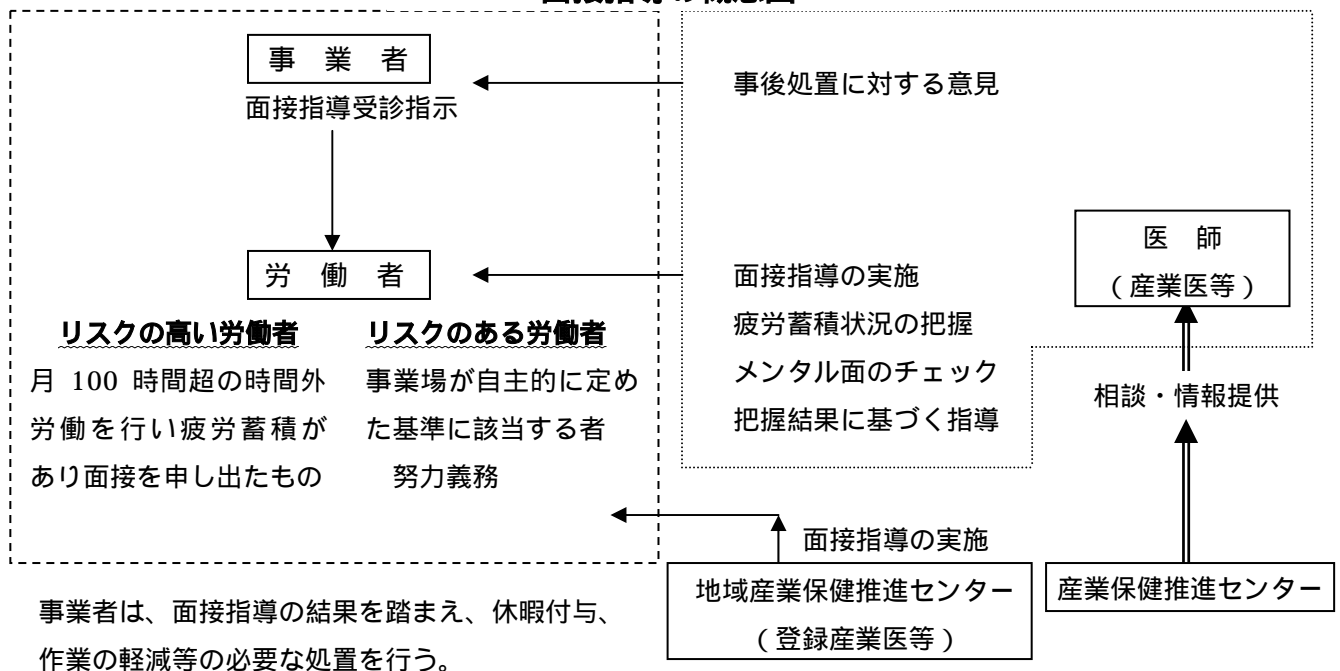 事 業 者
面接指導受診指示
事後処置に対する意見
労 働 者
医 師
(産業医等)
面接指導の実施
疲労蓄積状況の把握
メンタル面のチェック
把握結果に基づく指導
リスクの高い労働者
月 100 時間超の時間外
労働を行い疲労蓄積が
あり面接を申し出たもの
リスクのある労働者
事業場が自主的に定め
た基準に該当する者
努力義務
相談・情報提供
面接指導の実施
地域産業保健推進センター
(登録産業医等)
産業保健推進センター
事業者は、面接指導の結果を踏まえ、休暇付与、
作業の軽減等の必要な処置を行う。